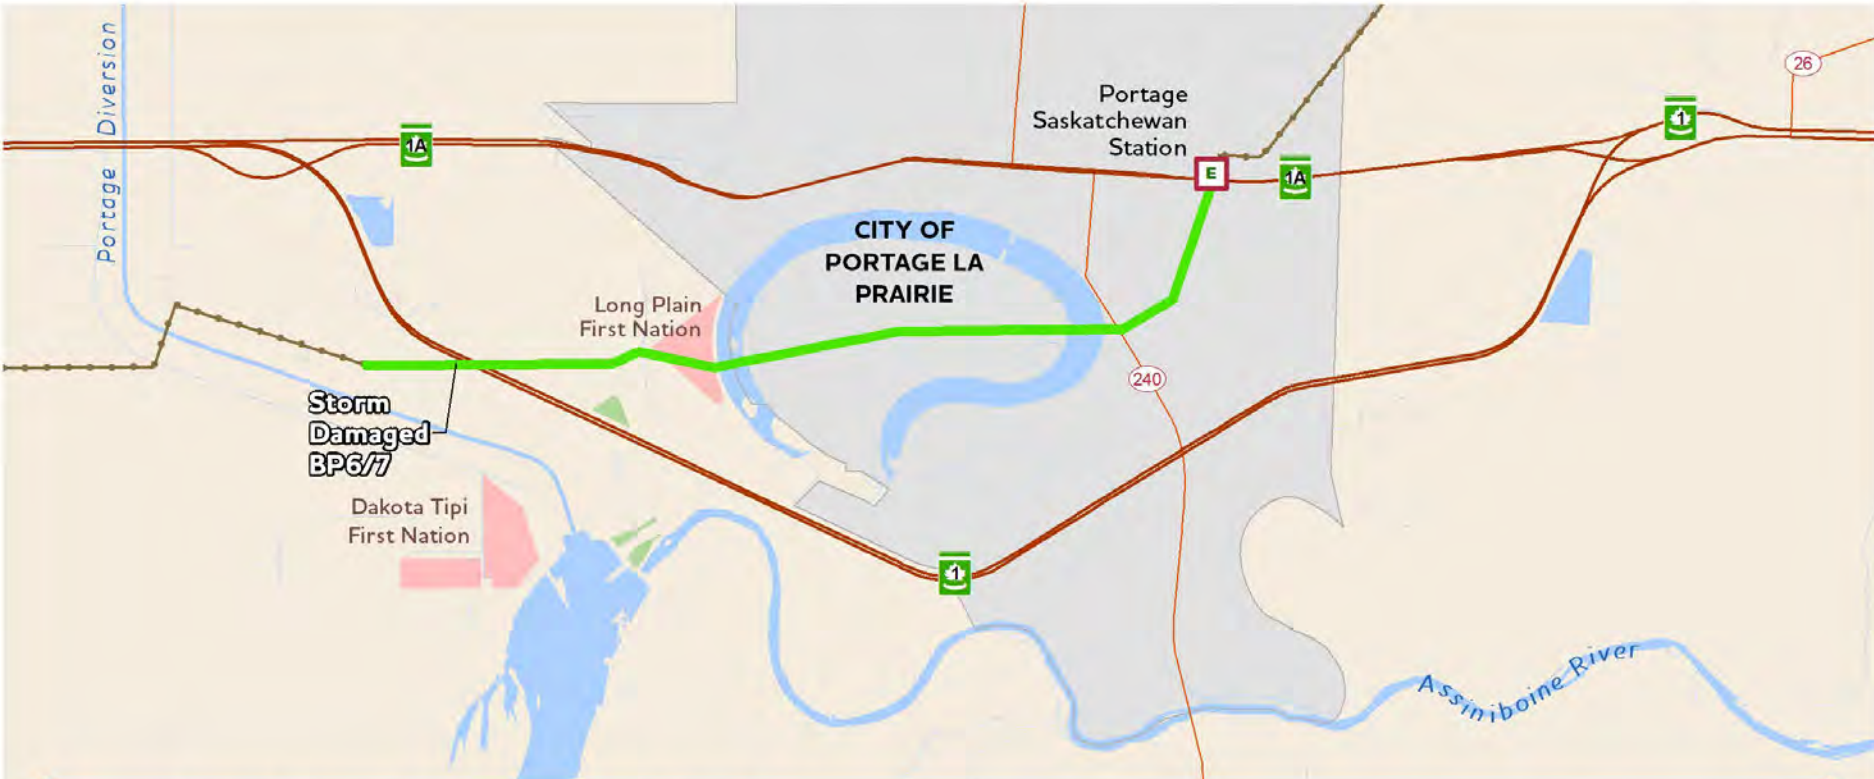 Portage Diversion
1A
Portage
Saskatchewan
Station
E
1A
1
26
CITY OF
PORTAGE LA
PRAIRIE
Long Plain
First Nation
240
Storm
Damaged
BP6/7
Dakota Tipi
First Nation
1
Assiniboine River